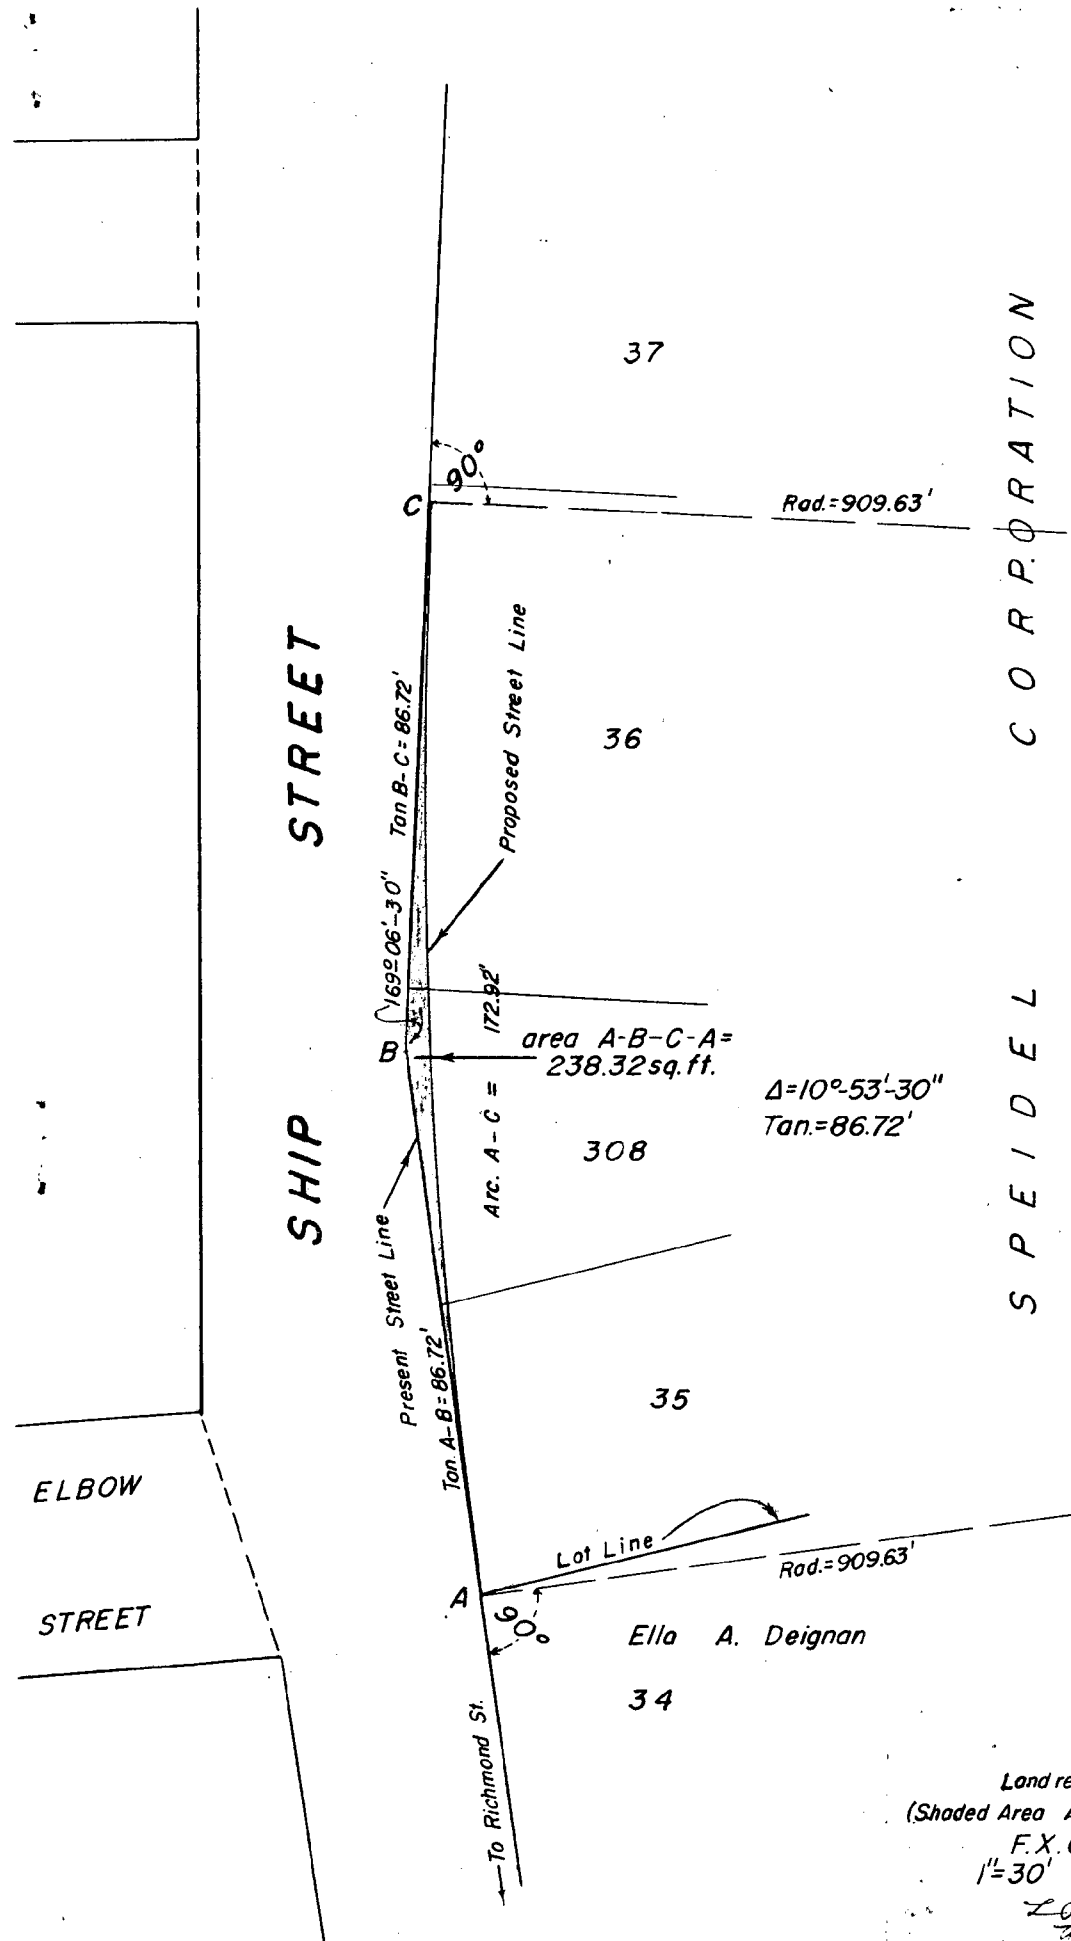 37
90°
C
Rad.=909.63'
CORPORATION
SHIP STREET
Tan B-C=86.72'
Proposed Street Line
36
169°06'-30"
B
Arc. A-C = 172.92'
area A-B-C-A=
238.32sq.ft.
Δ=10°-53'-30"
Tan.=86.72'
308
SPEIDEL
Present Street Line
Tan. A-B=86.72'
35
ELBOW
STREET
Lot Line
Rad.=909.63'
A
90°
Ella A. Deignan
34
To Richmond St.
Land re
(Shaded Area A
F.X.
1"=30'